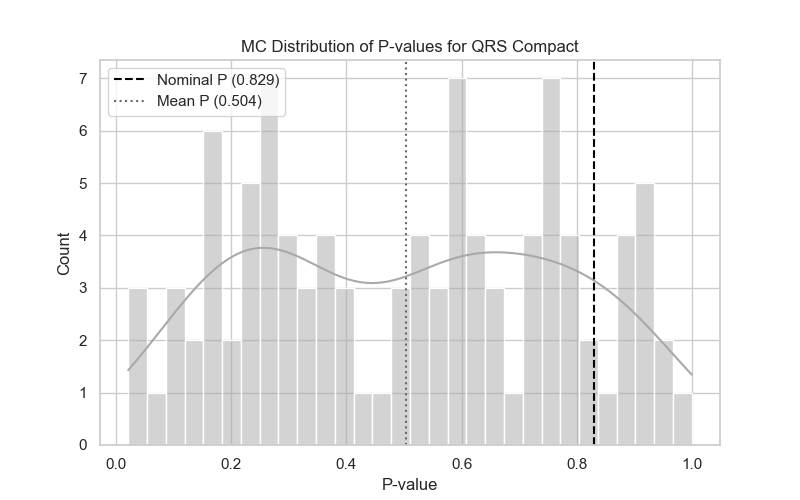 MC Distribution of P-values for QRS Compact
Nominal P (0.829)
Mean P (0.504)
Count
7
6
5
4
3
2
1
0
0.0 0.2 0.4 0.6 0.8 1.0
P-value